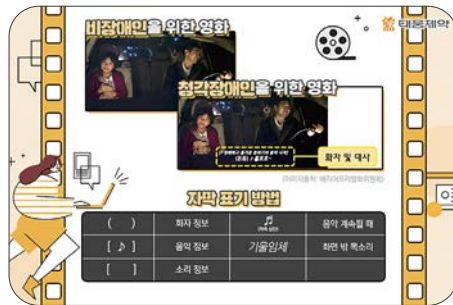 비장애인을 위한 영화
대웅제약
청각장애인을 위한 영화
화자 및 대사
자막 표기 방법
( ) 화자 정보 ♬ 음악 계속될 때
[ ♪ ] 음악 정보 기울임체 화면 밖 목소리
[ ] 소리 정보